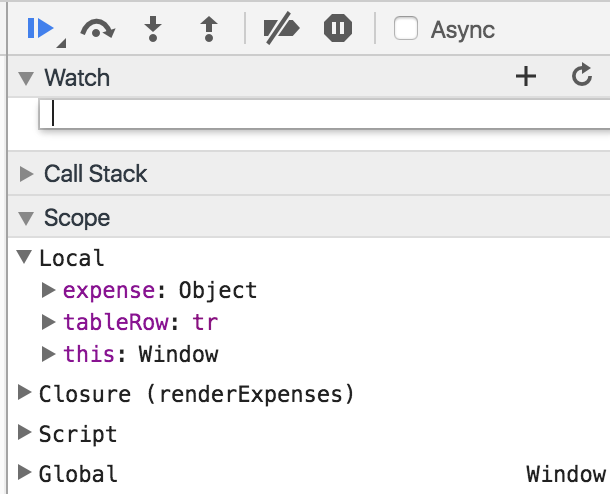 Async
Watch
Call Stack
Scope
Local
expense: Object
tableRow: tr
this: Window
Closure (renderExpenses)
Script
Global Window